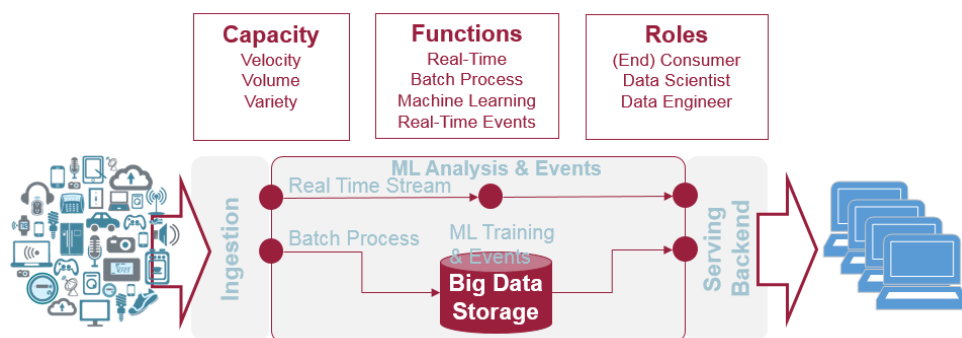 Capacity
Velocity
Volume
Variety
Functions
Real-Time
Batch Process
Machine Learning
Real-Time Events
Roles
(End) Consumer
Data Scientist
Data Engineer
Ingestion
ML Analysis & Events
Real Time Stream
Batch Process
ML Training
& Events
Big Data
Storage
Serving
Backend